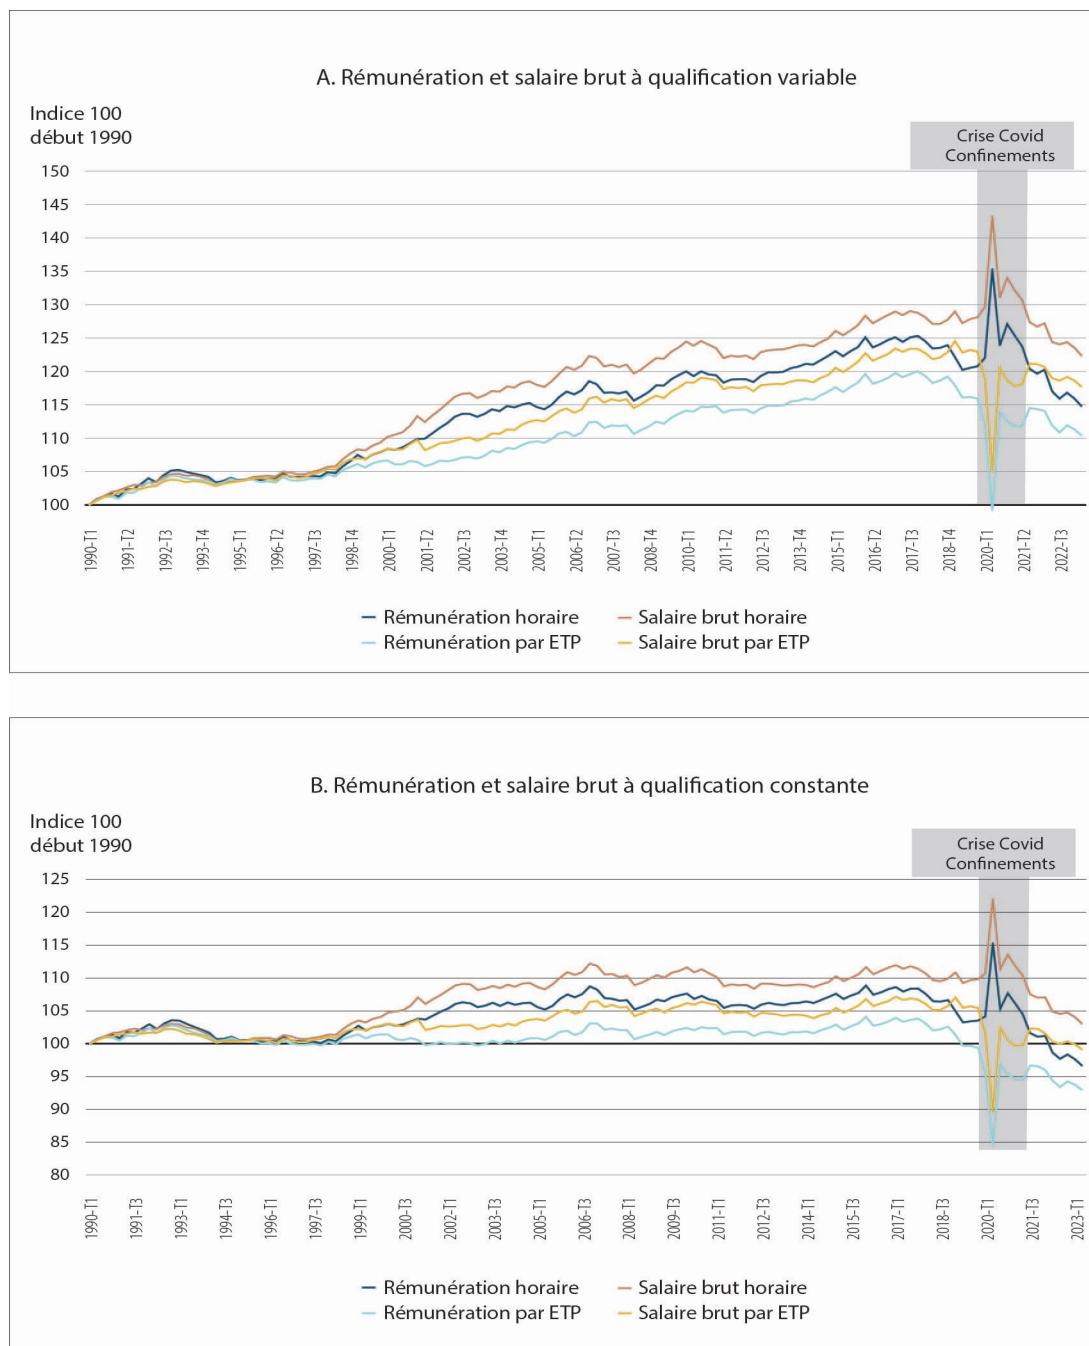 A. Rémunération et salaire brut à qualification variable
Indice 100
début 1990
Crise Covid
Confinements
150
145
140
135
130
125
120
115
110
105
100
1990-T1
1991-T2
1992-T3
1993-T4
1995-T1
1996-T2
1997-T3
1998-T4
2000-T1
2001-T2
2002-T3
2003-T4
2005-T1
2006-T2
2007-T3
2008-T4
2010-T1
2011-T2
2012-T3
2013-T4
2015-T1
2016-T2
2017-T3
2018-T4
2020-T1
2021-T2
2022-T3
Rémunération horaire
Salaire brut horaire
Rémunération par ETP
Salaire brut par ETP
B. Rémunération et salaire brut à qualification constante
Indice 100
début 1990
Crise Covid
Confinements
125
120
115
110
105
100
95
90
85
80
1990-T1
1991-T3
1993-T1
1994-T3
1996-T1
1997-T3
1999-T1
2000-T3
2002-T1
2003-T3
2005-T1
2006-T3
2008-T1
2009-T3
2011-T1
2012-T3
2014-T1
2015-T3
2017-T1
2018-T3
2020-T1
2021-T3
2023-T1
Rémunération horaire
Salaire brut horaire
Rémunération par ETP
Salaire brut par ETP